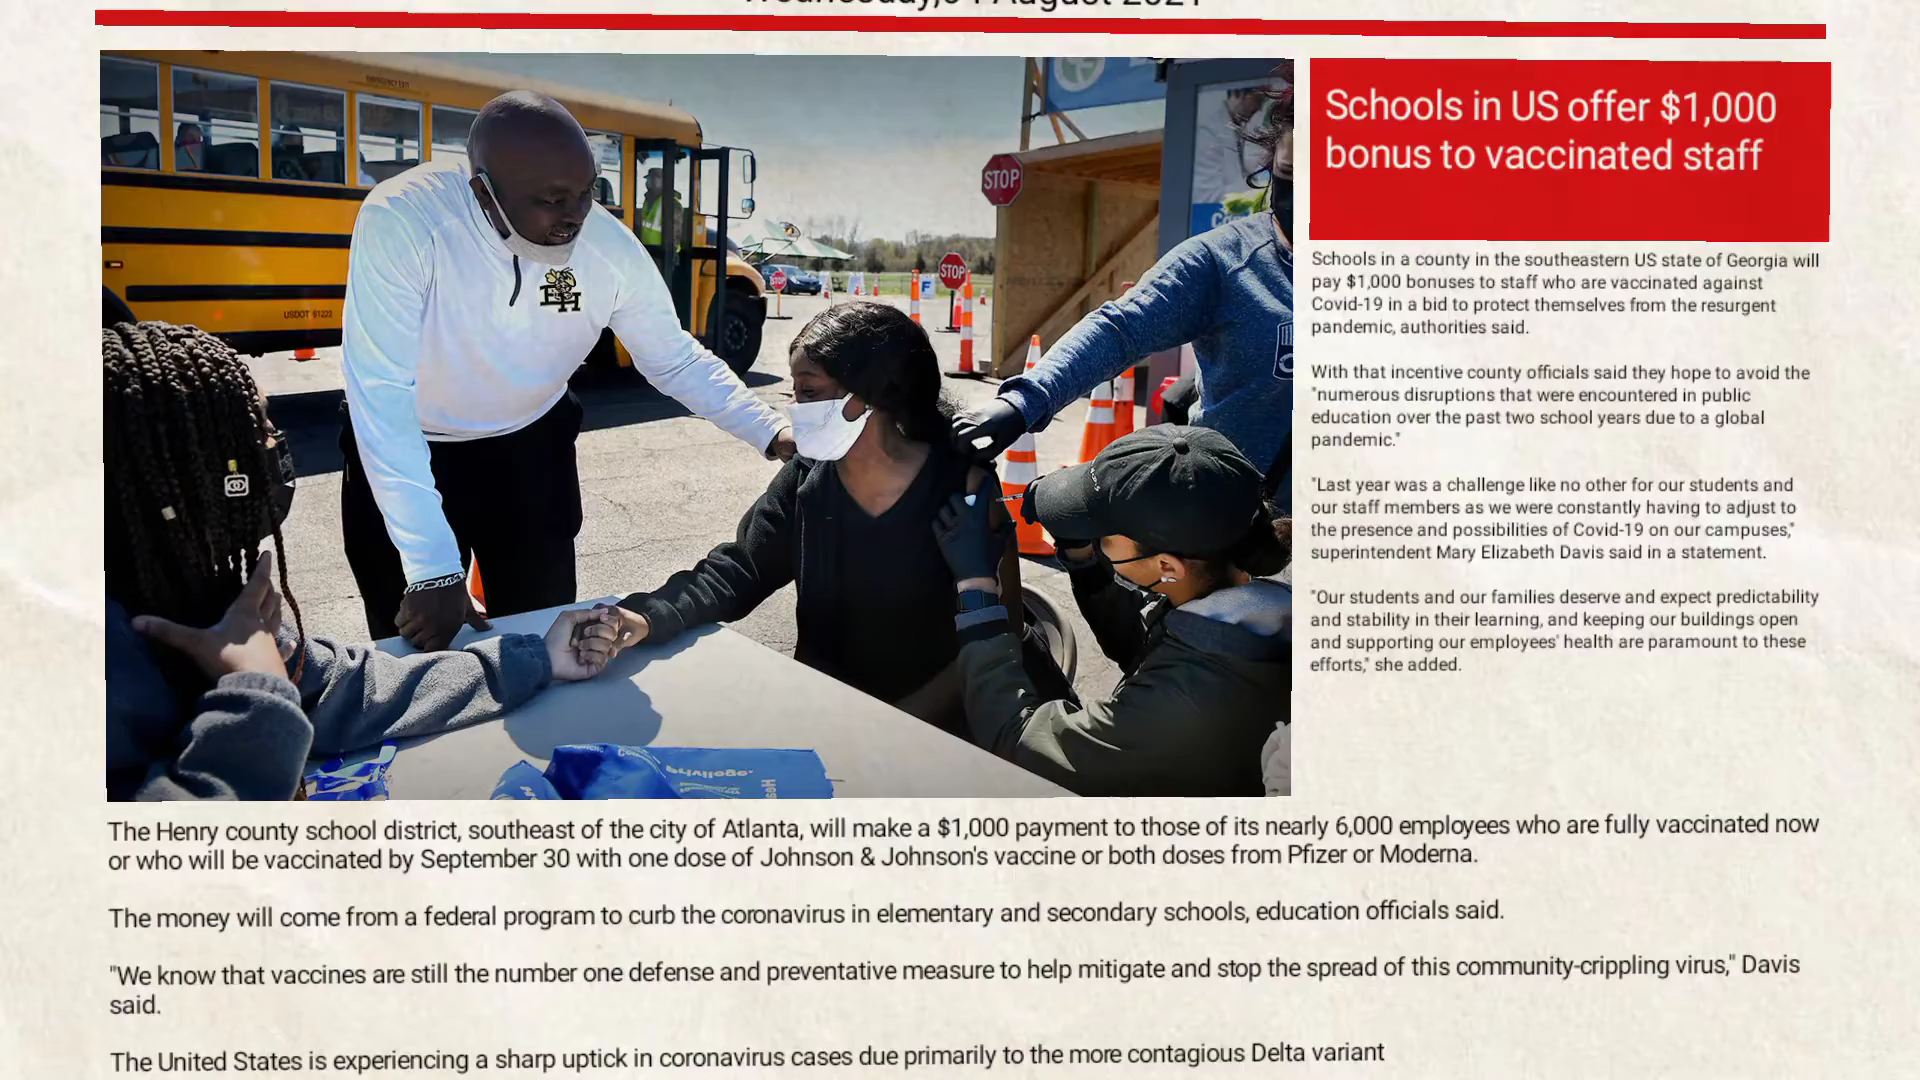 Schools in US offer $1,000
bonus to vaccinated staff
Schools in a county in the southeastern US state of Georgia will
pay $1,000 bonuses to staff who are vaccinated against
Covid-19 in a bid to protect themselves from the resurgent
pandemic, authorities said.
With that incentive county officials said they hope to avoid the
"numerous disruptions that were encountered in public
education over the past two school years due to a global
pandemic."
"Last year was a challenge like no other for our students and
our staff members as we were constantly having to adjust to
the presence and possibilities of Covid-19 on our campuses,"
superintendent Mary Elizabeth Davis said in a statement.
"Our students and our families deserve and expect predictability
and stability in their learning, and keeping our buildings open
and supporting our employees' health are paramount to these
efforts," she added.
EMERGENCY EXIT
USDOT 51222
STOP
STOP
STOP
F
EH
The Henry county school district, southeast of the city of Atlanta, will make a $1,000 payment to those of its nearly 6,000 employees who are fully vaccinated now
or who will be vaccinated by September 30 with one dose of Johnson & Johnson's vaccine or both doses from Pfizer or Moderna.
The money will come from a federal program to curb the coronavirus in elementary and secondary schools, education officials said.
"We know that vaccines are still the number one defense and preventative measure to help mitigate and stop the spread of this community-crippling virus," Davis
said.
The United States is experiencing a sharp uptick in coronavirus cases due primarily to the more contagious Delta variant